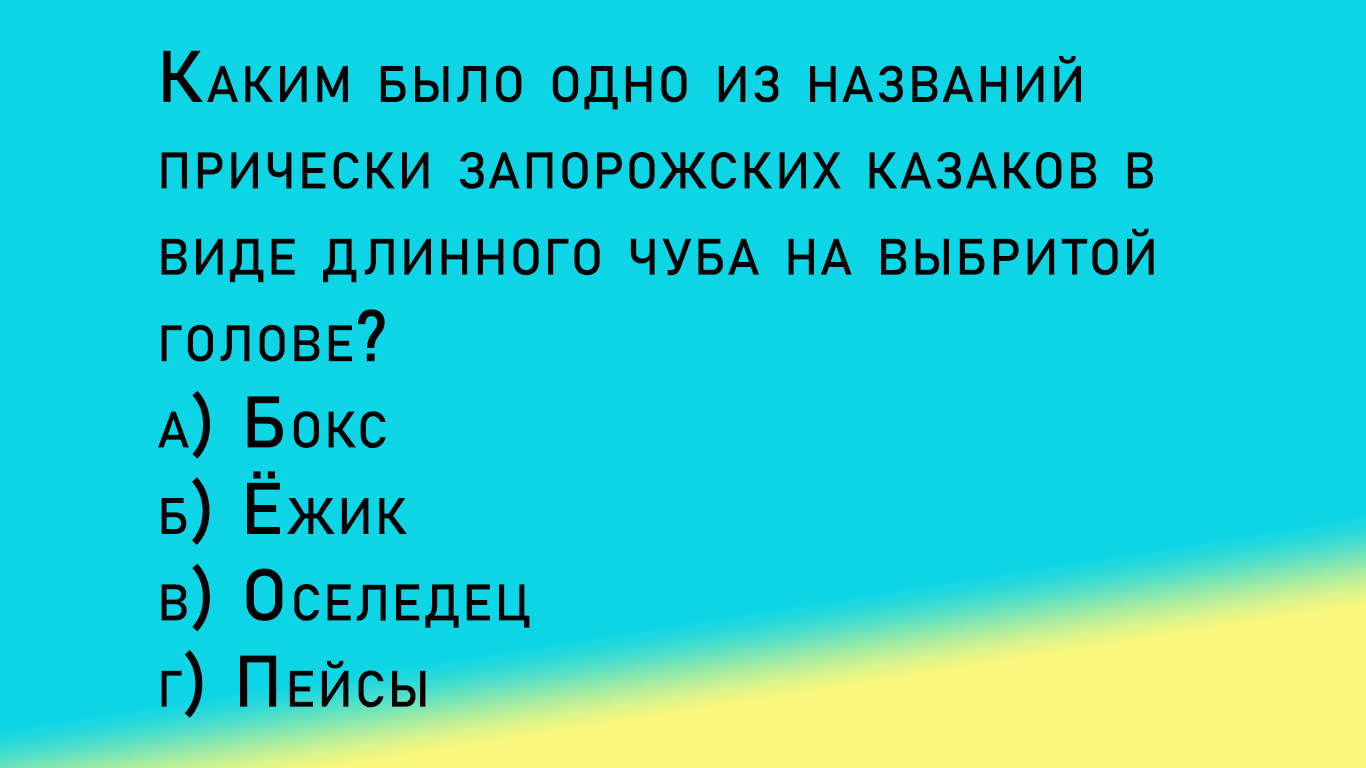 Каким было одно из названий
прически запорожских казаков в
виде длинного чуба на выбритой
голове?
а) Бокс
б) Ёжик
в) Оселедец
г) Пейсы